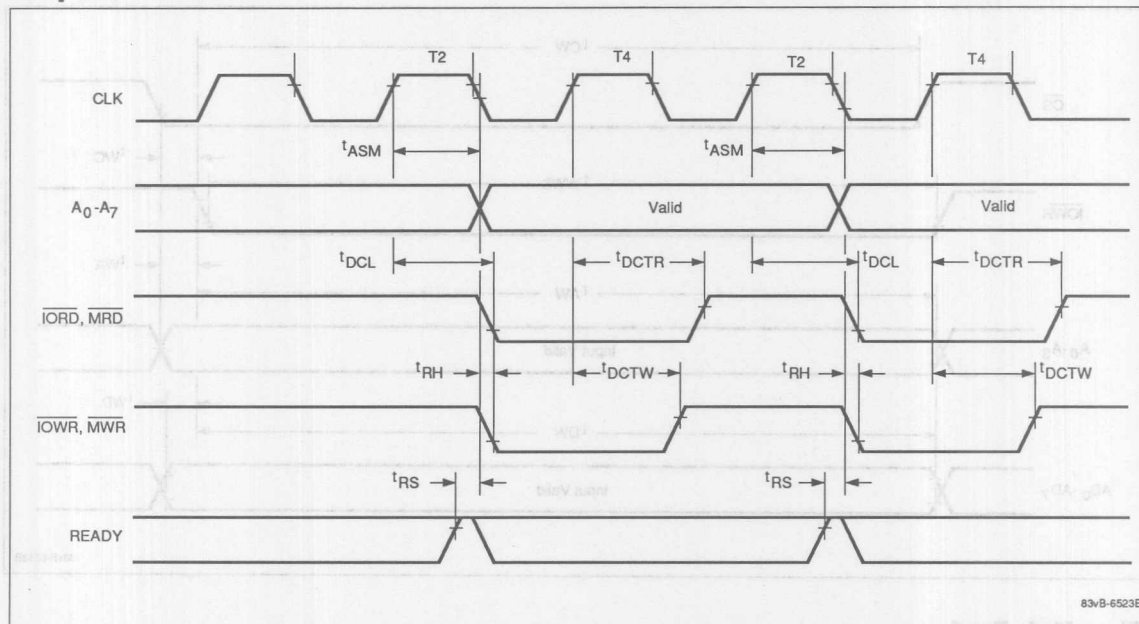 T2 T4 T2 T4
CLK
tASM tASM
A0-A7 Valid Valid
tDCL tDCTR tDCL tDCTR
IORD, MRD
tRH tDCTW tRH tDCTW
IOWR, MWR
tRS tRS
READY
83vB-6523B